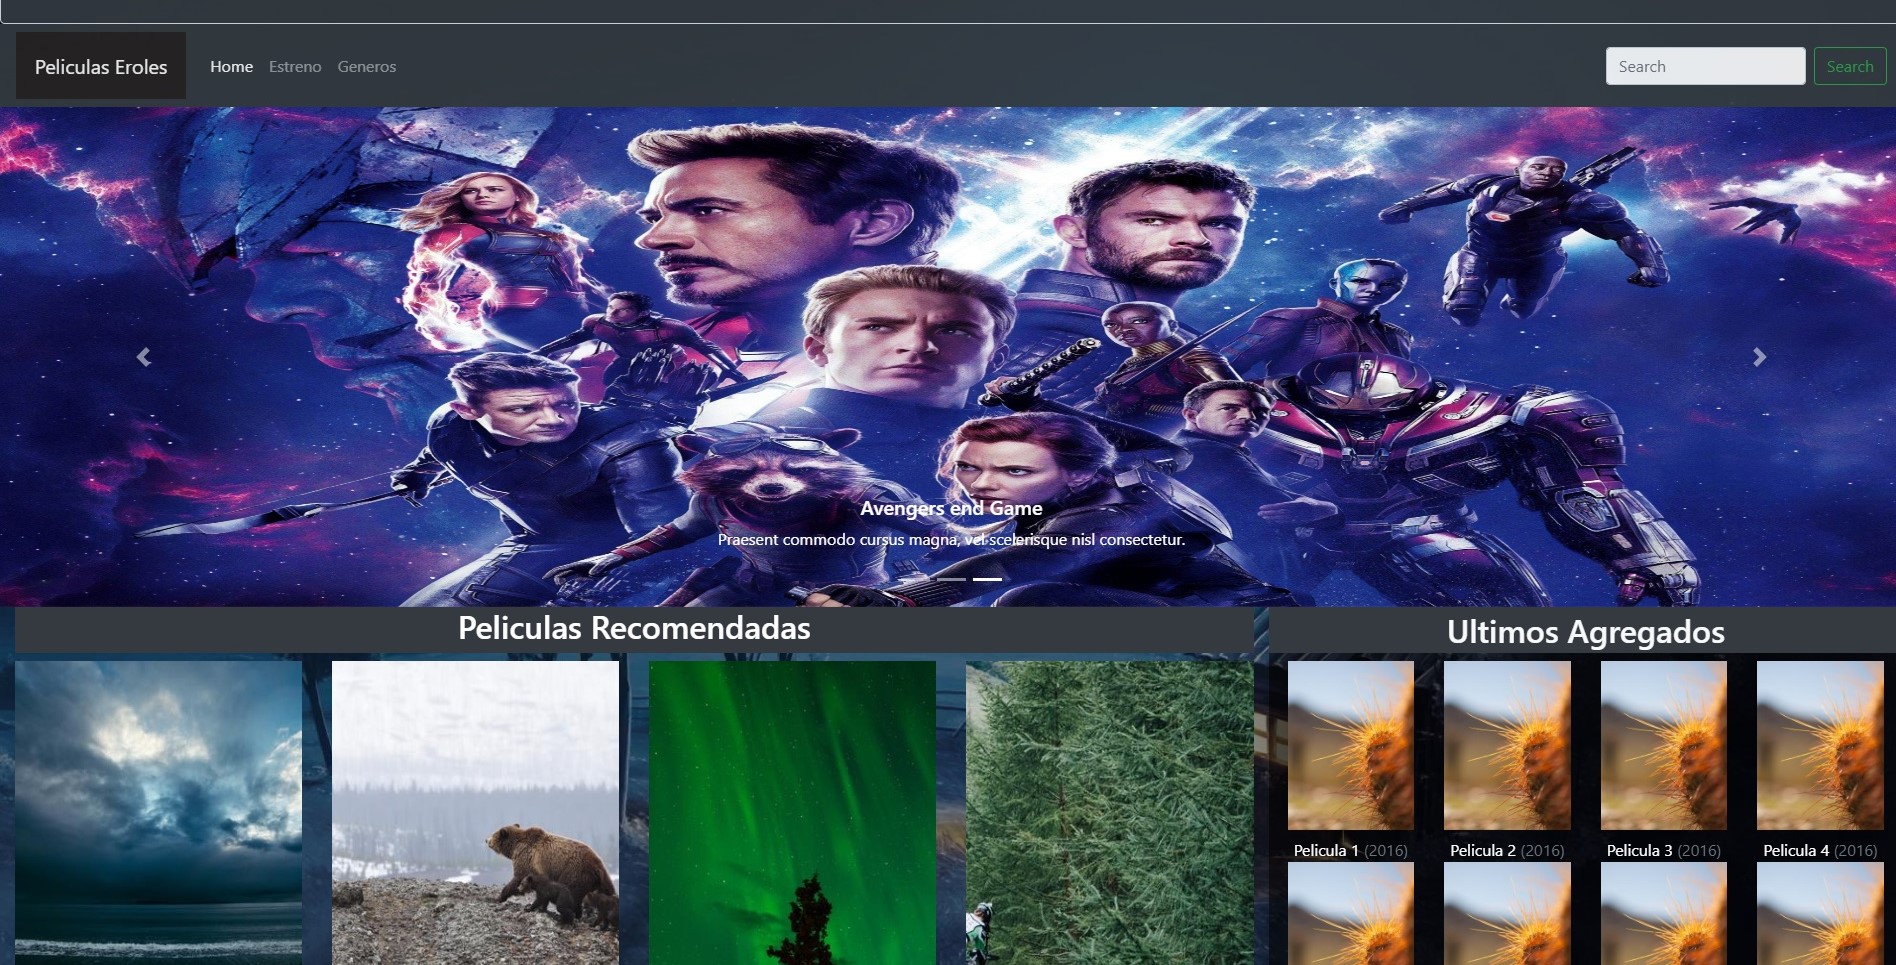 Peliculas Eroles
Home Estreno Generos
Search Search
Avengers end Game
Praesent commodo cursus magna, vel scelerisque nisl consectetur.
Peliculas Recomendadas
Ultimos Agregados
Pelicula 1 (2016) Pelicula 2 (2016) Pelicula 3 (2016) Pelicula 4 (2016)